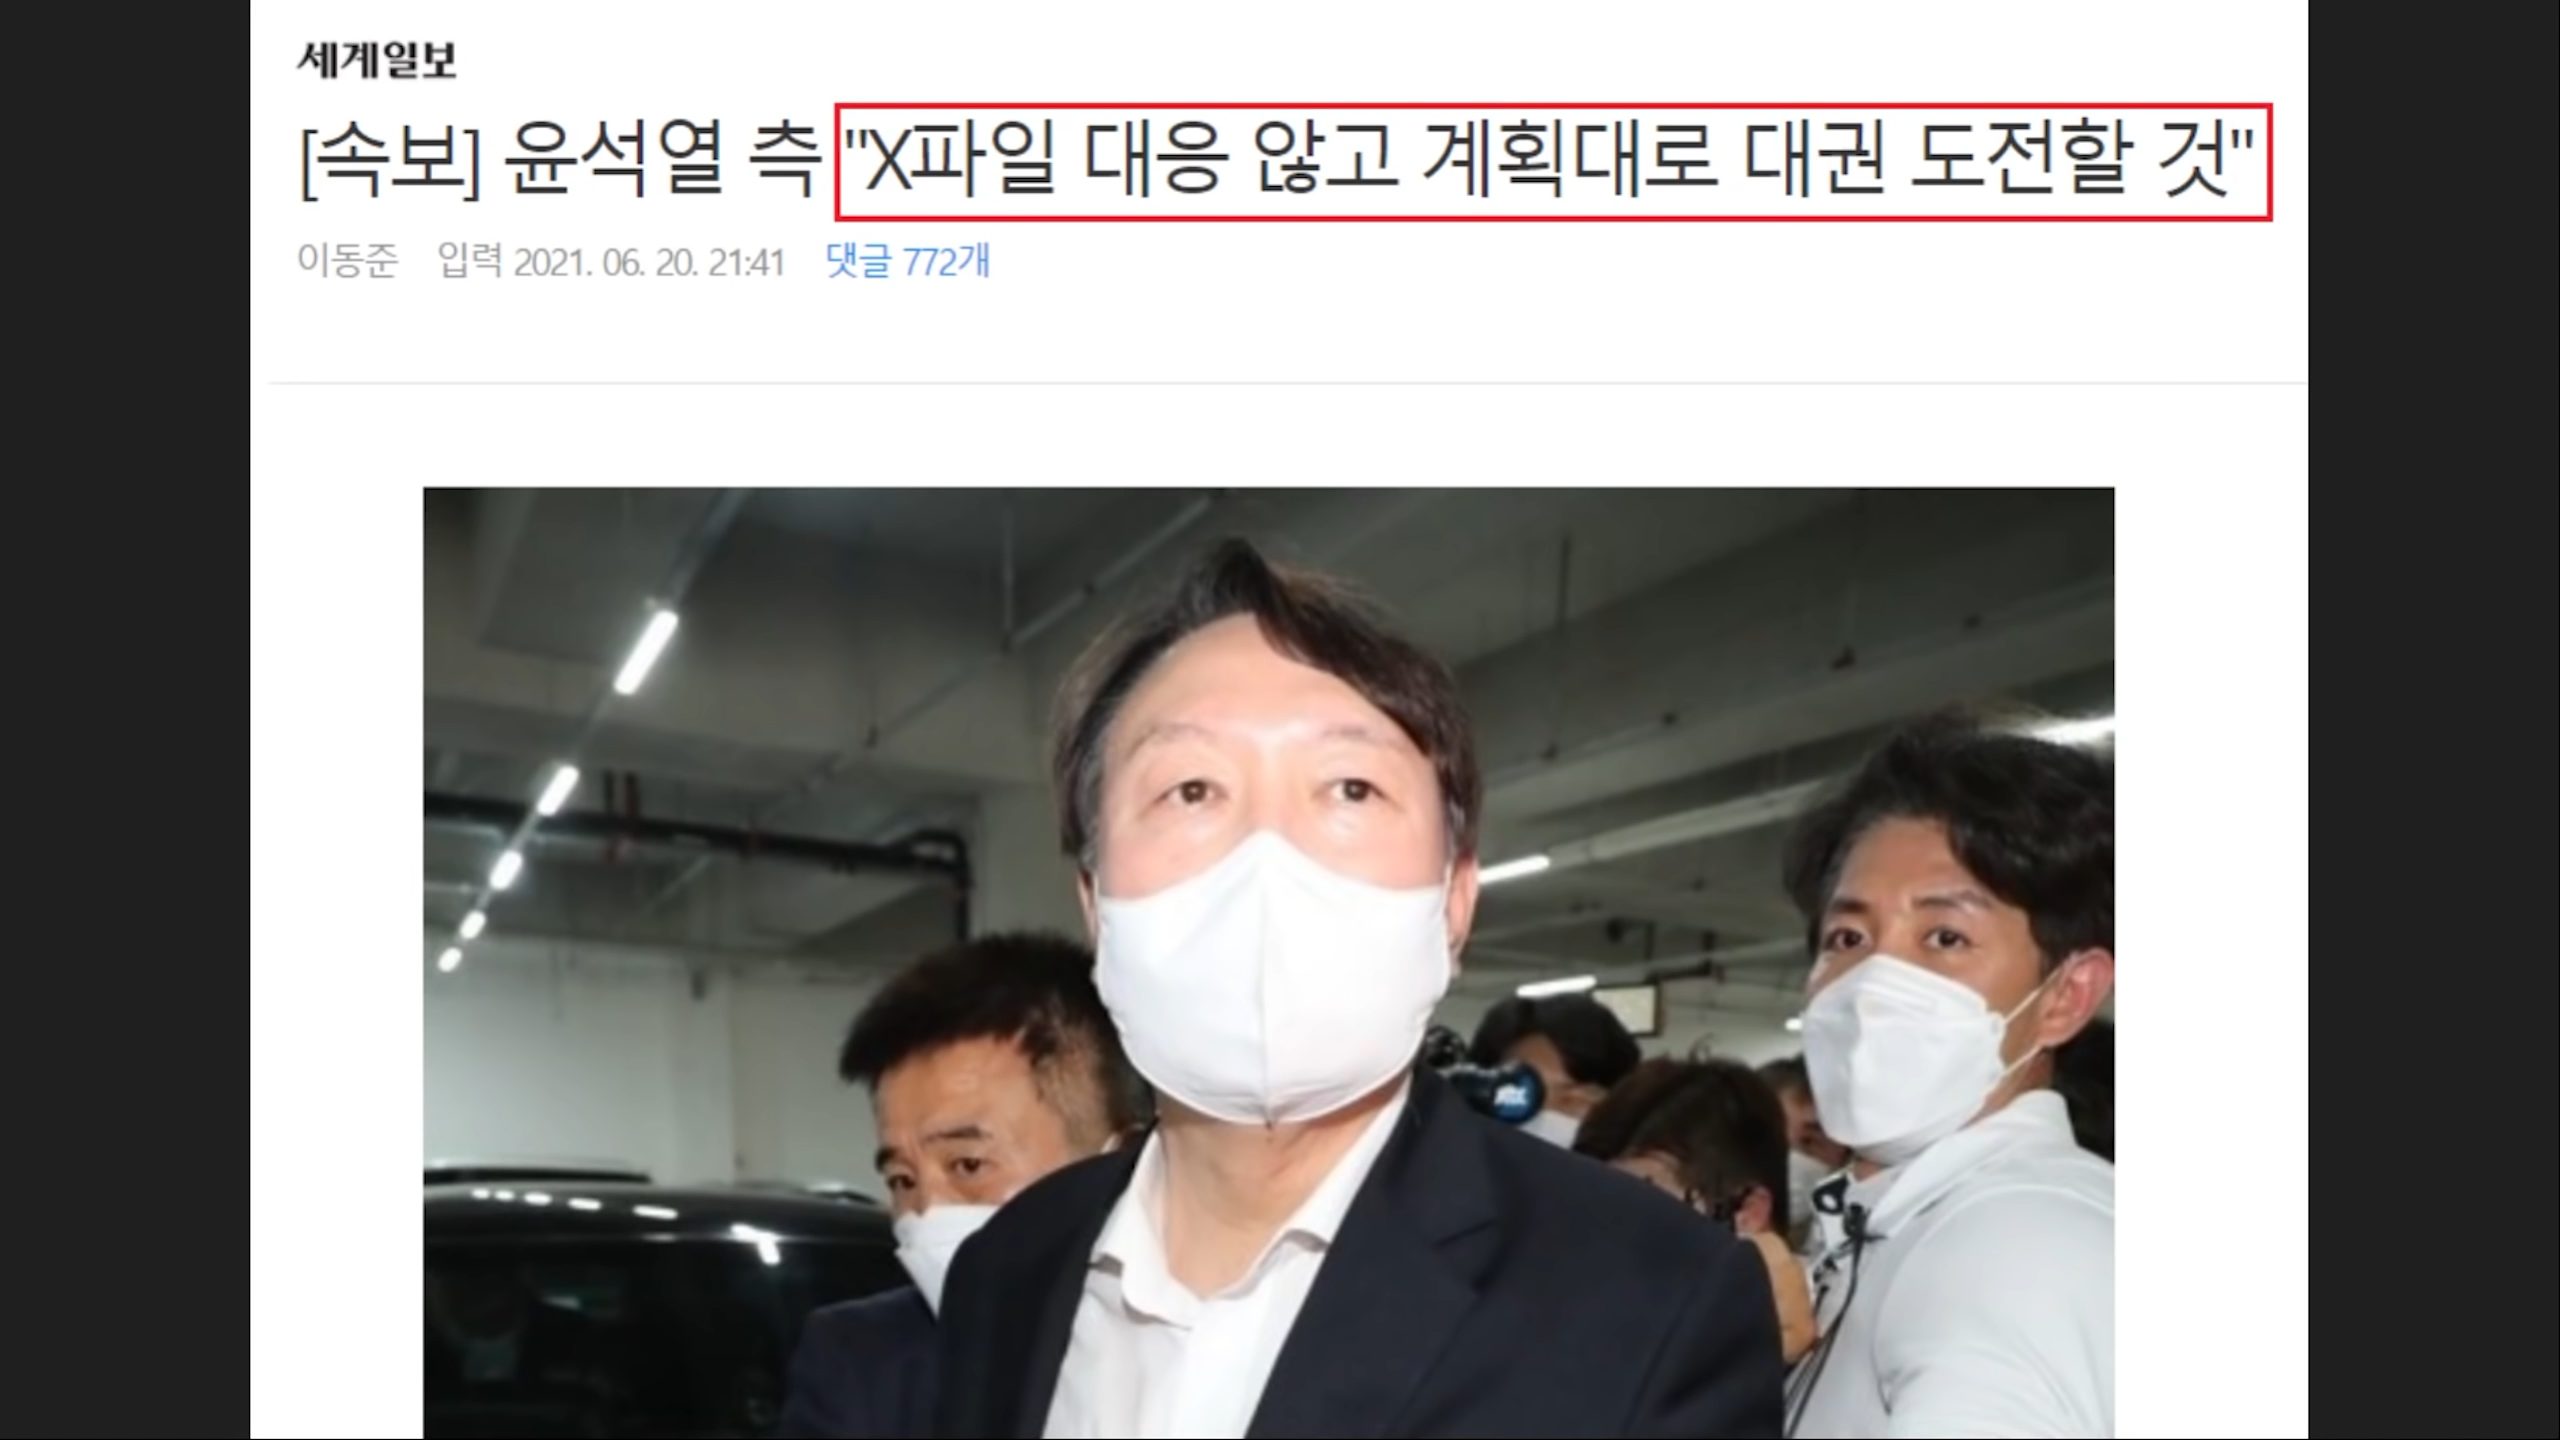 세계일보
[속보] 윤석열 측 "X파일 대응 않고 계획대로 대권 도전할 것"
이동준 입력 2021. 06. 20. 21:41 댓글 772개